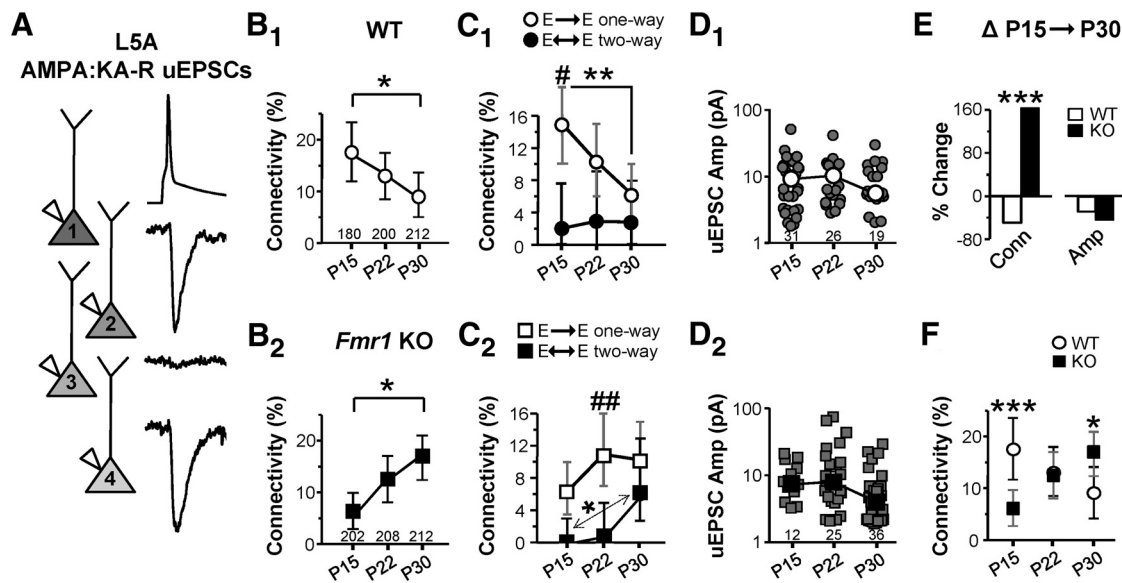 A
L5A
AMPA:KA-R uEPSCs
1
2
3
4
B1
WT
Connectivity (%)
20
10
0
*
180 200 212
P15 P22 P30
C1
E→E one-way
E↔E two-way
Connectivity (%)
16
12
8
4
0
# **
P15 P22 P30
D1
uEPSC Amp (pA)
100
10
1
31 26 19
P15 P22 P30
E
Δ P15→P30
% Change
160
80
0
-80
***
WT
KO
Conn Amp
B2
Fmr1 KO
Connectivity (%)
20
10
0
*
202 208 212
P15 P22 P30
C2
E→E one-way
E↔E two-way
Connectivity (%)
16
12
8
4
0
##
*
P15 P22 P30
D2
uEPSC Amp (pA)
100
10
1
12 25 36
P15 P22 P30
F
WT
KO
Connectivity (%)
20
10
0
*** *
P15 P22 P30